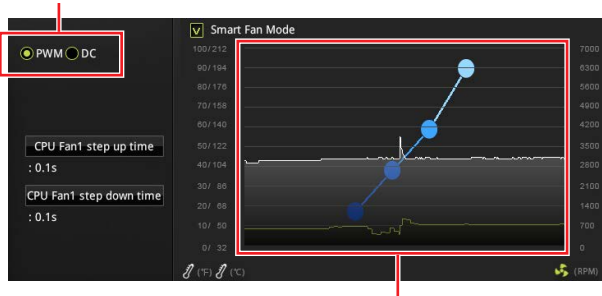 V Smart Fan Mode
PWM DC
100/212 7000
90/194 6300
80/176 5600
70/158 4900
60/140 4200
CPU Fan1 step up time 50/122 3500
: 0.1s 40/104 2800
CPU Fan1 step down time 30/ 86 2100
: 0.1s 20/ 68 1400
10/ 50 700
0/ 32 0
(°F) (°C) (RPM)